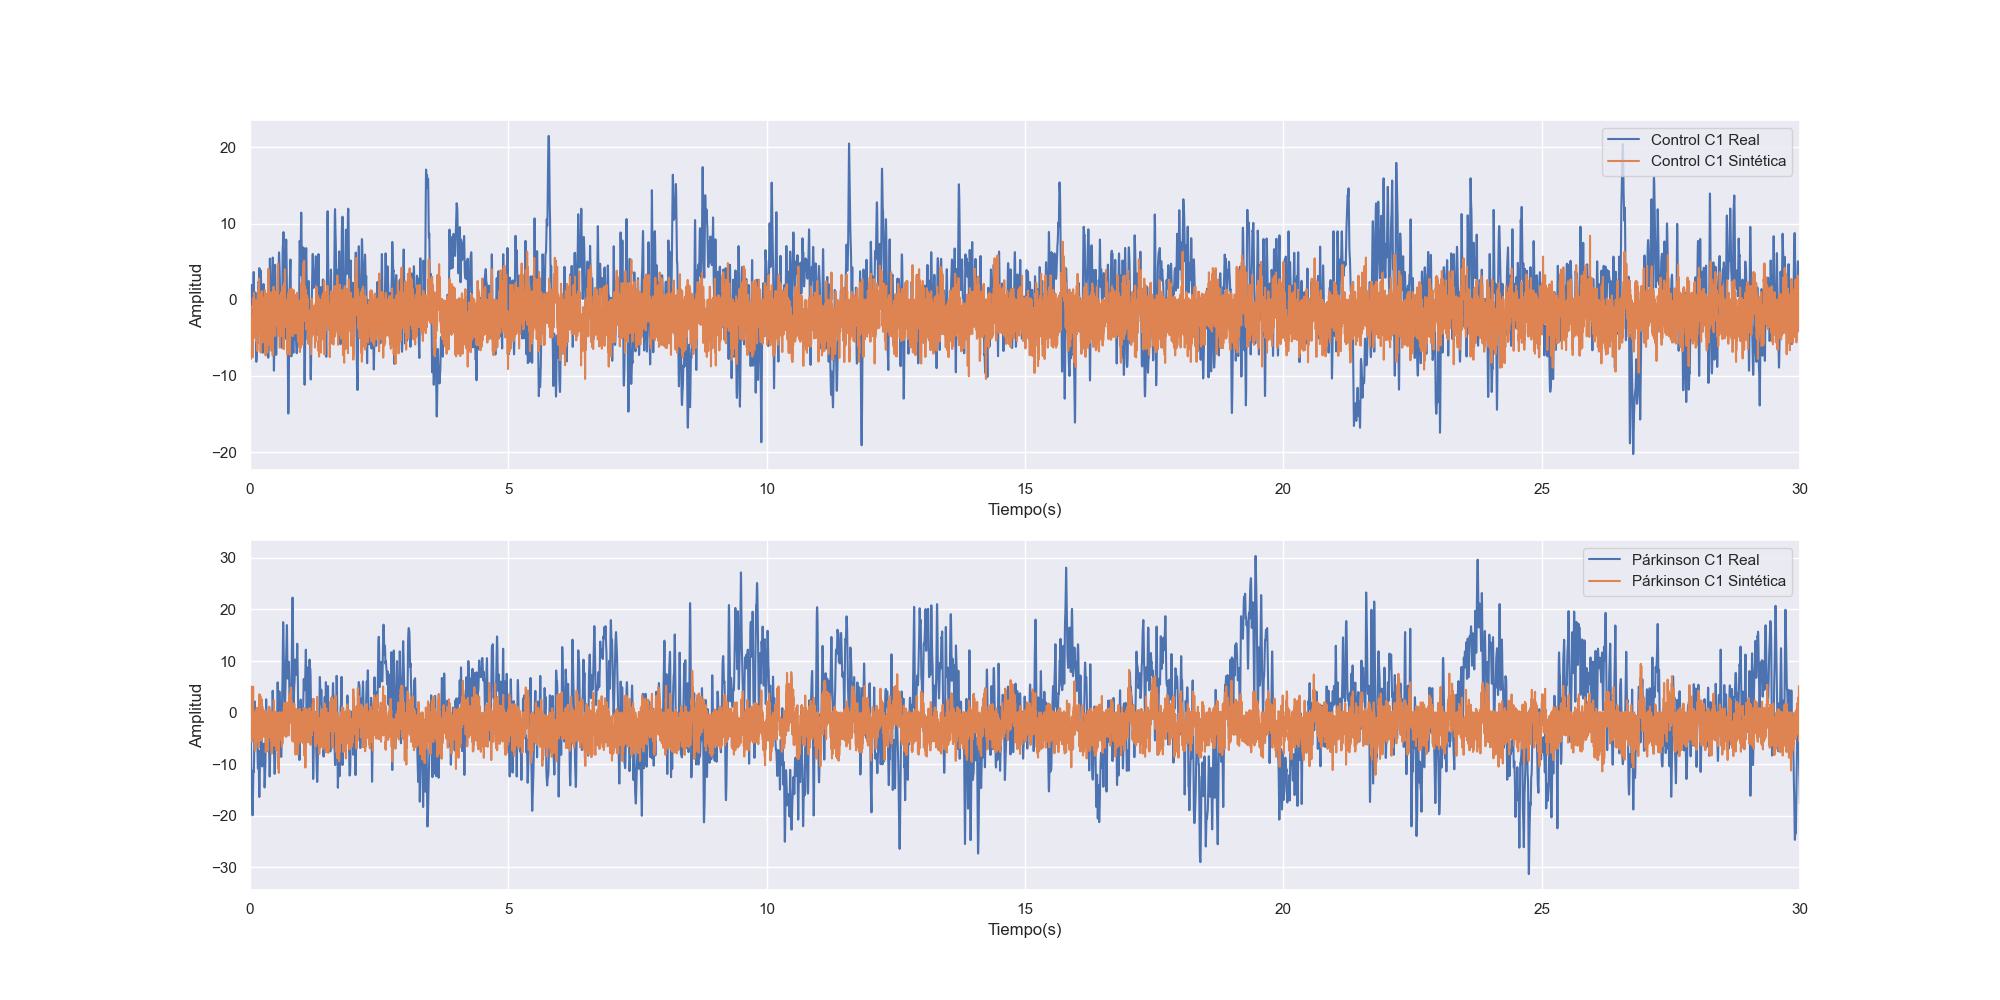 20
10
0
−10
−20
Amplitud
Control C1 Real
Control C1 Sintética
0 5 10 15 20 25 30
Tiempo(s)
30
20
10
0
−10
−20
−30
Amplitud
Párkinson C1 Real
Párkinson C1 Sintética
0 5 10 15 20 25 30
Tiempo(s)